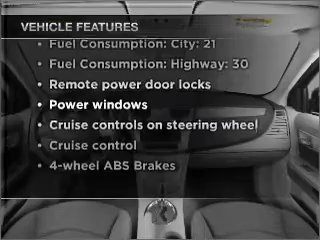 VEHICLE FEATURES
• Fuel Consumption: City: 21
• Fuel Consumption: Highway: 30
• Remote power door locks
• Power windows
• Cruise controls on steering wheel
• Cruise control
• 4-wheel ABS Brakes